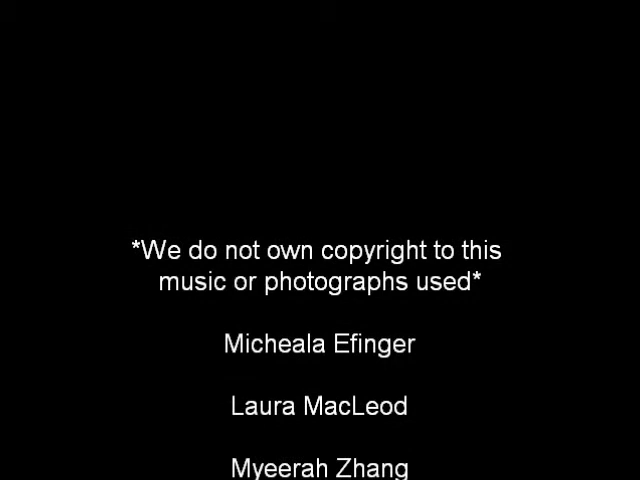 *We do not own copyright to this
music or photographs used*
Micheala Efinger
Laura MacLeod
Myeerah Zhang